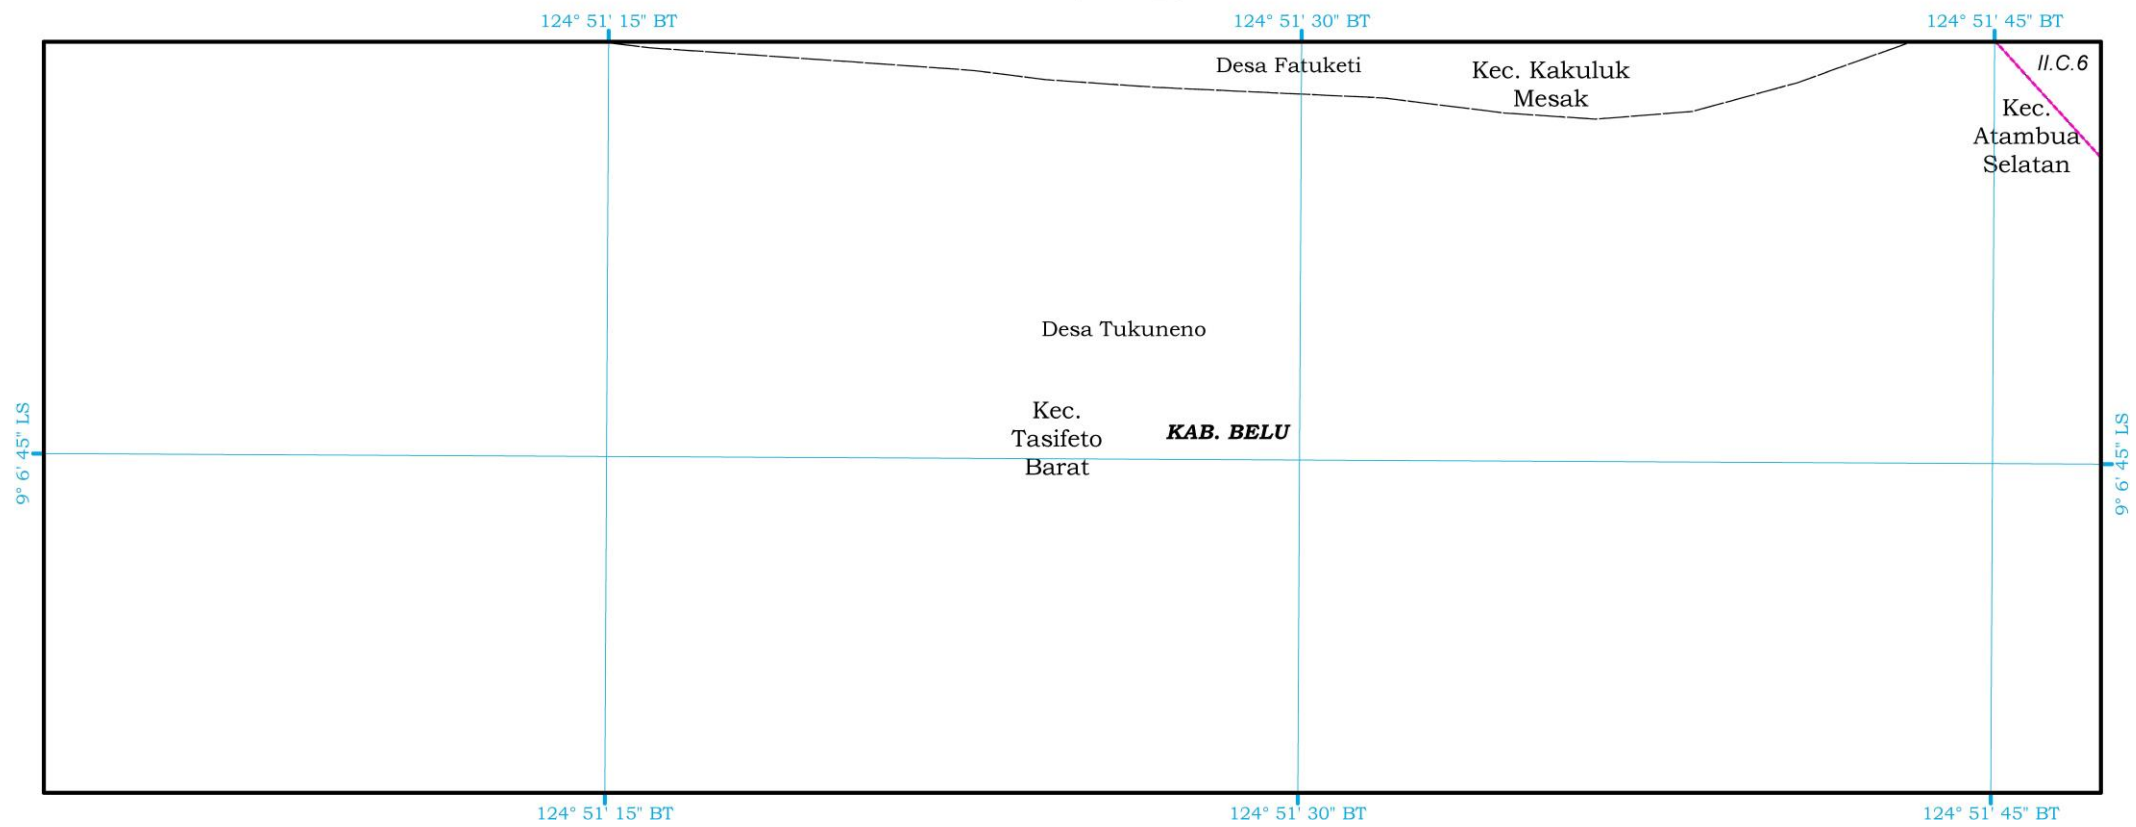 124° 51' 15" BT
124° 51' 30" BT
124° 51' 45" BT
Desa Fatuketi
Kec. Kakuluk
Mesak
II.C.6
Kec.
Atambua
Selatan
Desa Tukuneno
Kec.
Tasifeto
Barat
KAB. BELU
9° 6' 45" LS
9° 6' 45" LS
124° 51' 15" BT
124° 51' 30" BT
124° 51' 45" BT